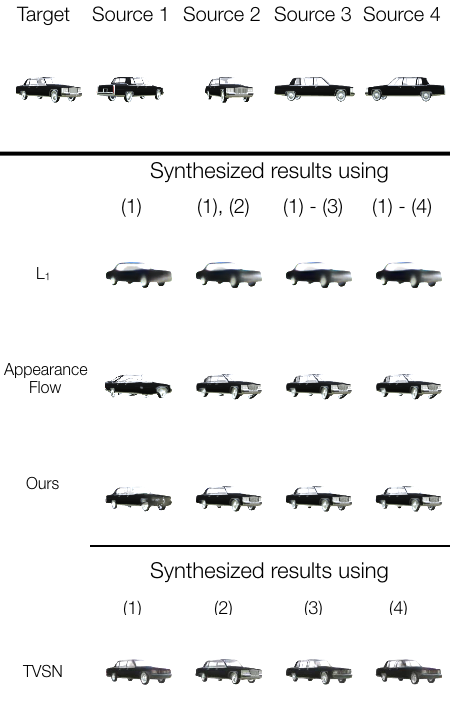 Target Source 1 Source 2 Source 3 Source 4
Synthesized results using
(1) (1), (2) (1) - (3) (1) - (4)
L₁
Appearance
Flow
Ours
Synthesized results using
(1) (2) (3) (4)
TVSN